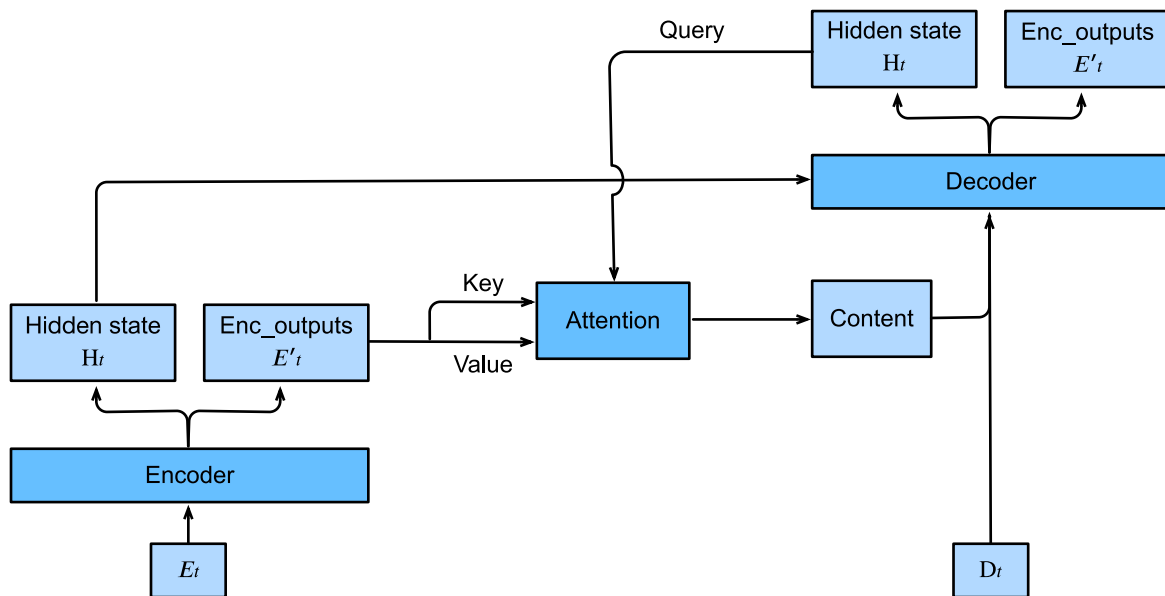 Query
Hidden state
Ht
Enc_outputs
E't
Decoder
Key
Value
Attention
Content
Hidden state
Ht
Enc_outputs
E't
Encoder
Et
Dt